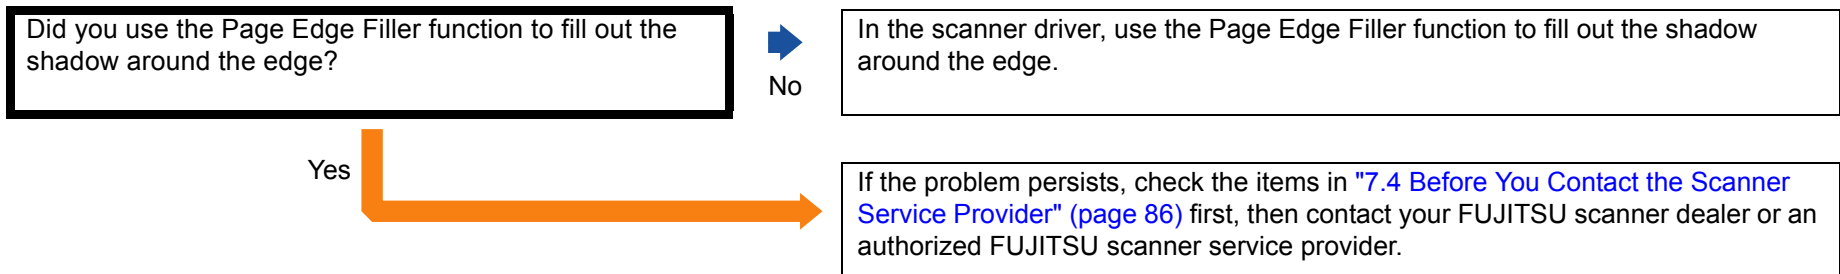 Did you use the Page Edge Filler function to fill out the
shadow around the edge?
No
In the scanner driver, use the Page Edge Filler function to fill out the shadow
around the edge.
Yes
If the problem persists, check the items in "7.4 Before You Contact the Scanner
Service Provider" (page 86) first, then contact your FUJITSU scanner dealer or an
authorized FUJITSU scanner service provider.